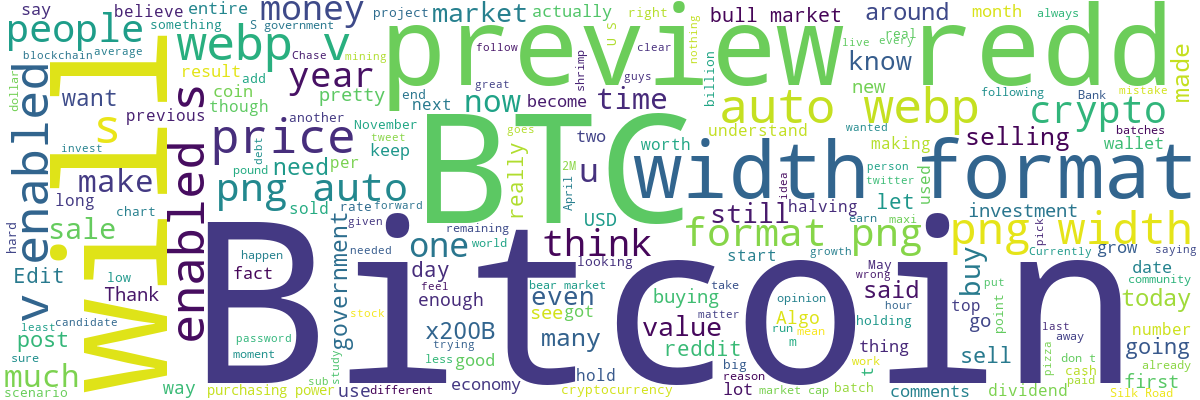 say
believe
entire
something
money
project
market
actually
right
bull market
around
month
always
people
webp v
S government
preview redd
U S
real
blockchain
average
Chase
mining
follow
clear
nothing
live
every
know
made
result
add
year
great
shrimp
guys
billion
new
following
Bank
mistake
dollar
v enabled
Will
want
coin
though
pretty
end
next
now
become
time
auto webp
crypto
previous
s
enabled
price
another
November
tweet
goes
BTC
two
understand
wanted
making
selling
batches
wallet
invest
debt
need
per
keep
really
2M
u
worth
width format
person
twitter
used
make
pound
png auto
April
idea
halving
let
long
sold
rate
forward
USD
still
earn
maxi
investment
hard
chart
given
remaining
format
png
png width
pick
saying
sale
government
needed
one
world
think
start
growth
Currently
grow
happen
looking
Edit
low
fact
day
feel
bear market
take
May
wrong
said
buy
put
date
community
Thank
enough
even
buying
opinion
hour
top
point
today
least
candidate
Bitcoin
stock
see
got
matter
Algo
holding
go
last
number
post
password
x200B
trying
many
value
run
mean
thing
away
going
sure
moment
study
less
good
reddit
m
sell
pizza
don t
already
much
sub
economy
hold
big
reason
work
t
cash
first
scenario
way
purchasing power
use
different
cryptocurrency
lot
market cap
batch
comments
dividend
paid
Silk Road